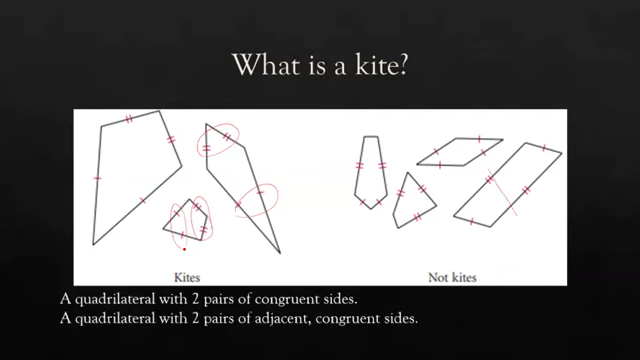 What is a kite?
Kites
Not kites
A quadrilateral with 2 pairs of congruent sides.
A quadrilateral with 2 pairs of adjacent, congruent sides.